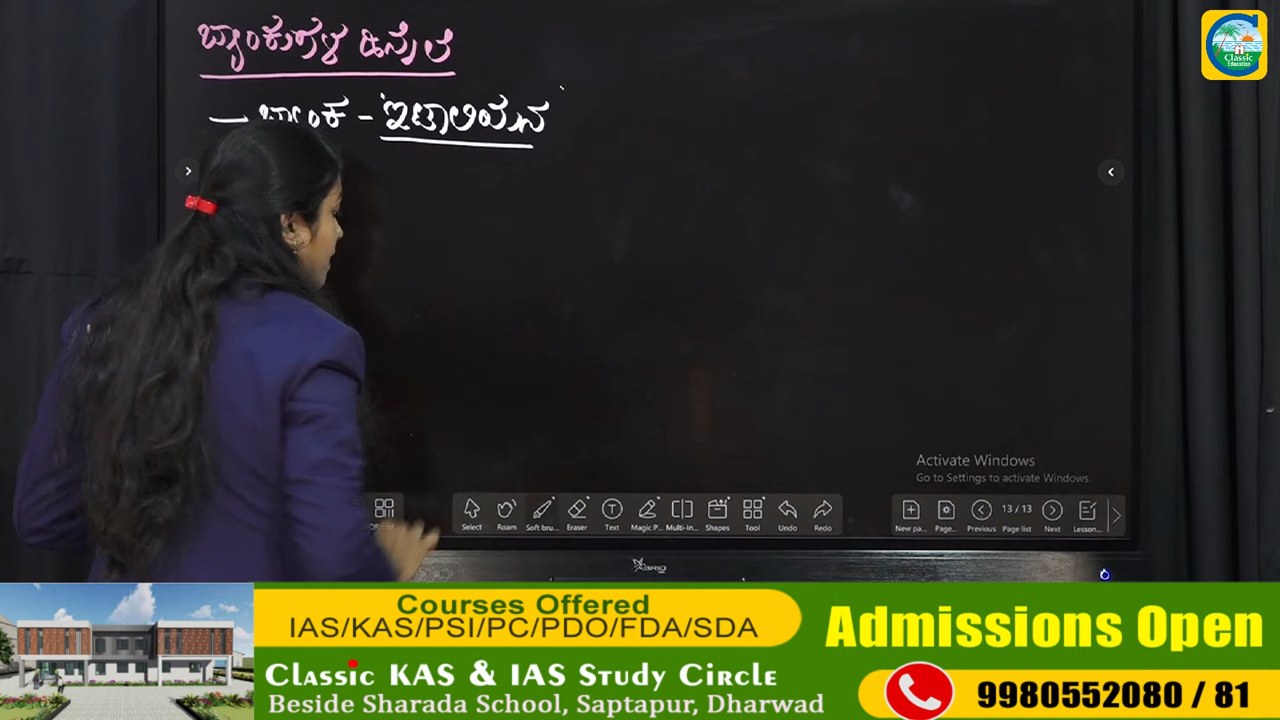 ಬ್ಯಾಂಕುಗಳ ಹಿನ್ನೆಲೆ
– ಬ್ಯಾಂಕ - 'ಇಟಾಲಿಯನ'
Classic
Education
Activate Windows
Go to Settings to activate Windows.
Select Roam Soft bru... Eraser Text Magic P... Multi-in... Shapes Tool Undo Redo
13 / 13
New pa... Page... Previous Page list Next Lesson...
Courses Offered
IAS/KAS/PSI/PC/PDO/FDA/SDA
Admissions Open
Classic KAS & IAS Study Circle
Beside Sharada School, Saptapur, Dharwad
9980552080 / 81